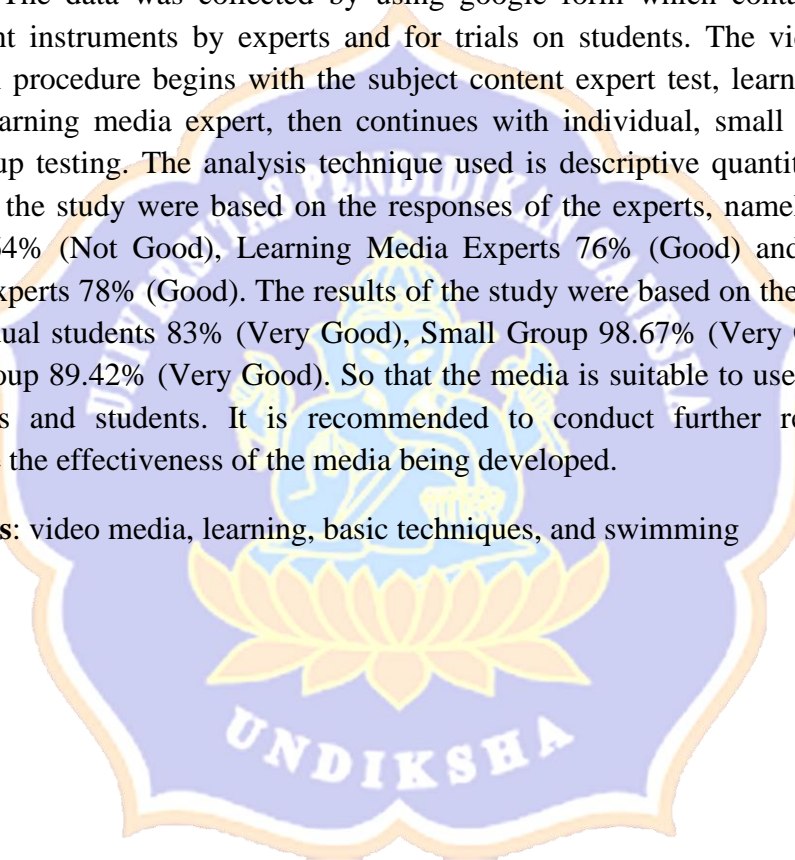 The data was collected by using google form which conta
nt instruments by experts and for trials on students. The vi
procedure begins with the subject content expert test, learn
arning media expert, then continues with individual, small
up testing. The analysis technique used is descriptive quantit
the study were based on the responses of the experts, namel
4% (Not Good), Learning Media Experts 76% (Good) and
xperts 78% (Good). The results of the study were based on the
ual students 83% (Very Good), Small Group 98.67% (Very
oup 89.42% (Very Good). So that the media is suitable to use
s and students. It is recommended to conduct further re
the effectiveness of the media being developed.
s: video media, learning, basic techniques, and swimming
UNIVERSITAS PENDIDIKAN GANESHA
UNDIKSHA